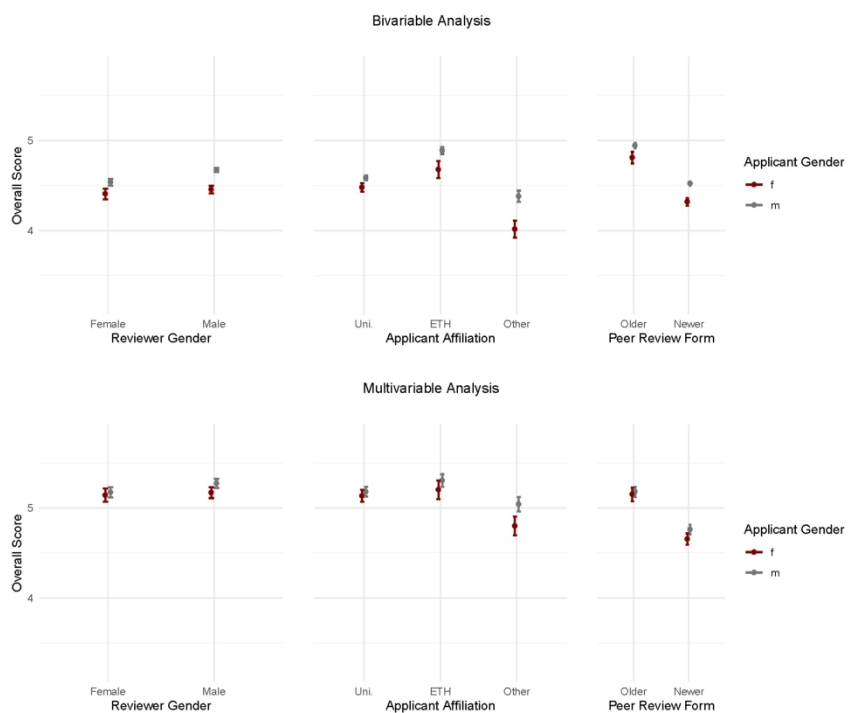 Bivariable Analysis
Overall Score
5
4
Female Male
Reviewer Gender
Uni. ETH Other
Applicant Affiliation
Older Newer
Peer Review Form
Applicant Gender
f
m
Multivariable Analysis
Overall Score
5
4
Female Male
Reviewer Gender
Uni. ETH Other
Applicant Affiliation
Older Newer
Peer Review Form
Applicant Gender
f
m